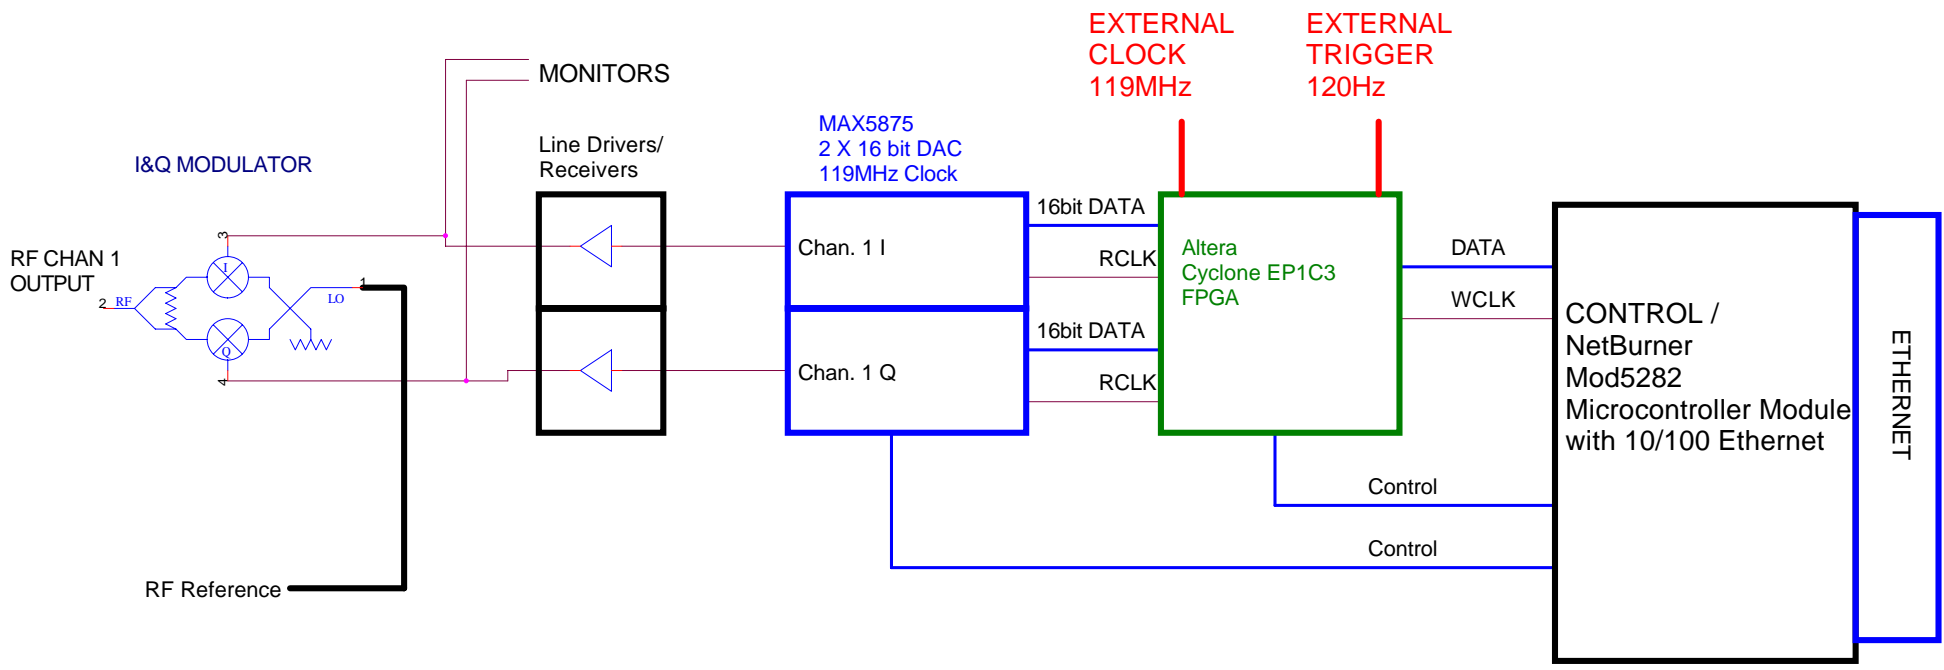 EXTERNAL
CLOCK
119MHz
EXTERNAL
TRIGGER
120Hz
MONITORS
MAX5875
2 X 16 bit DAC
119MHz Clock
Line Drivers/
Receivers
I&Q MODULATOR
16bit DATA
RCLK
16bit DATA
RCLK
Chan. 1 I
Chan. 1 Q
Altera
Cyclone EP1C3
FPGA
DATA
WCLK
RF CHAN 1
OUTPUT
2
RF
3
I
1
LO
Q
4
CONTROL /
NetBurner
Mod5282
Microcontroller Module
with 10/100 Ethernet
ETHERNET
Control
Control
RF Reference